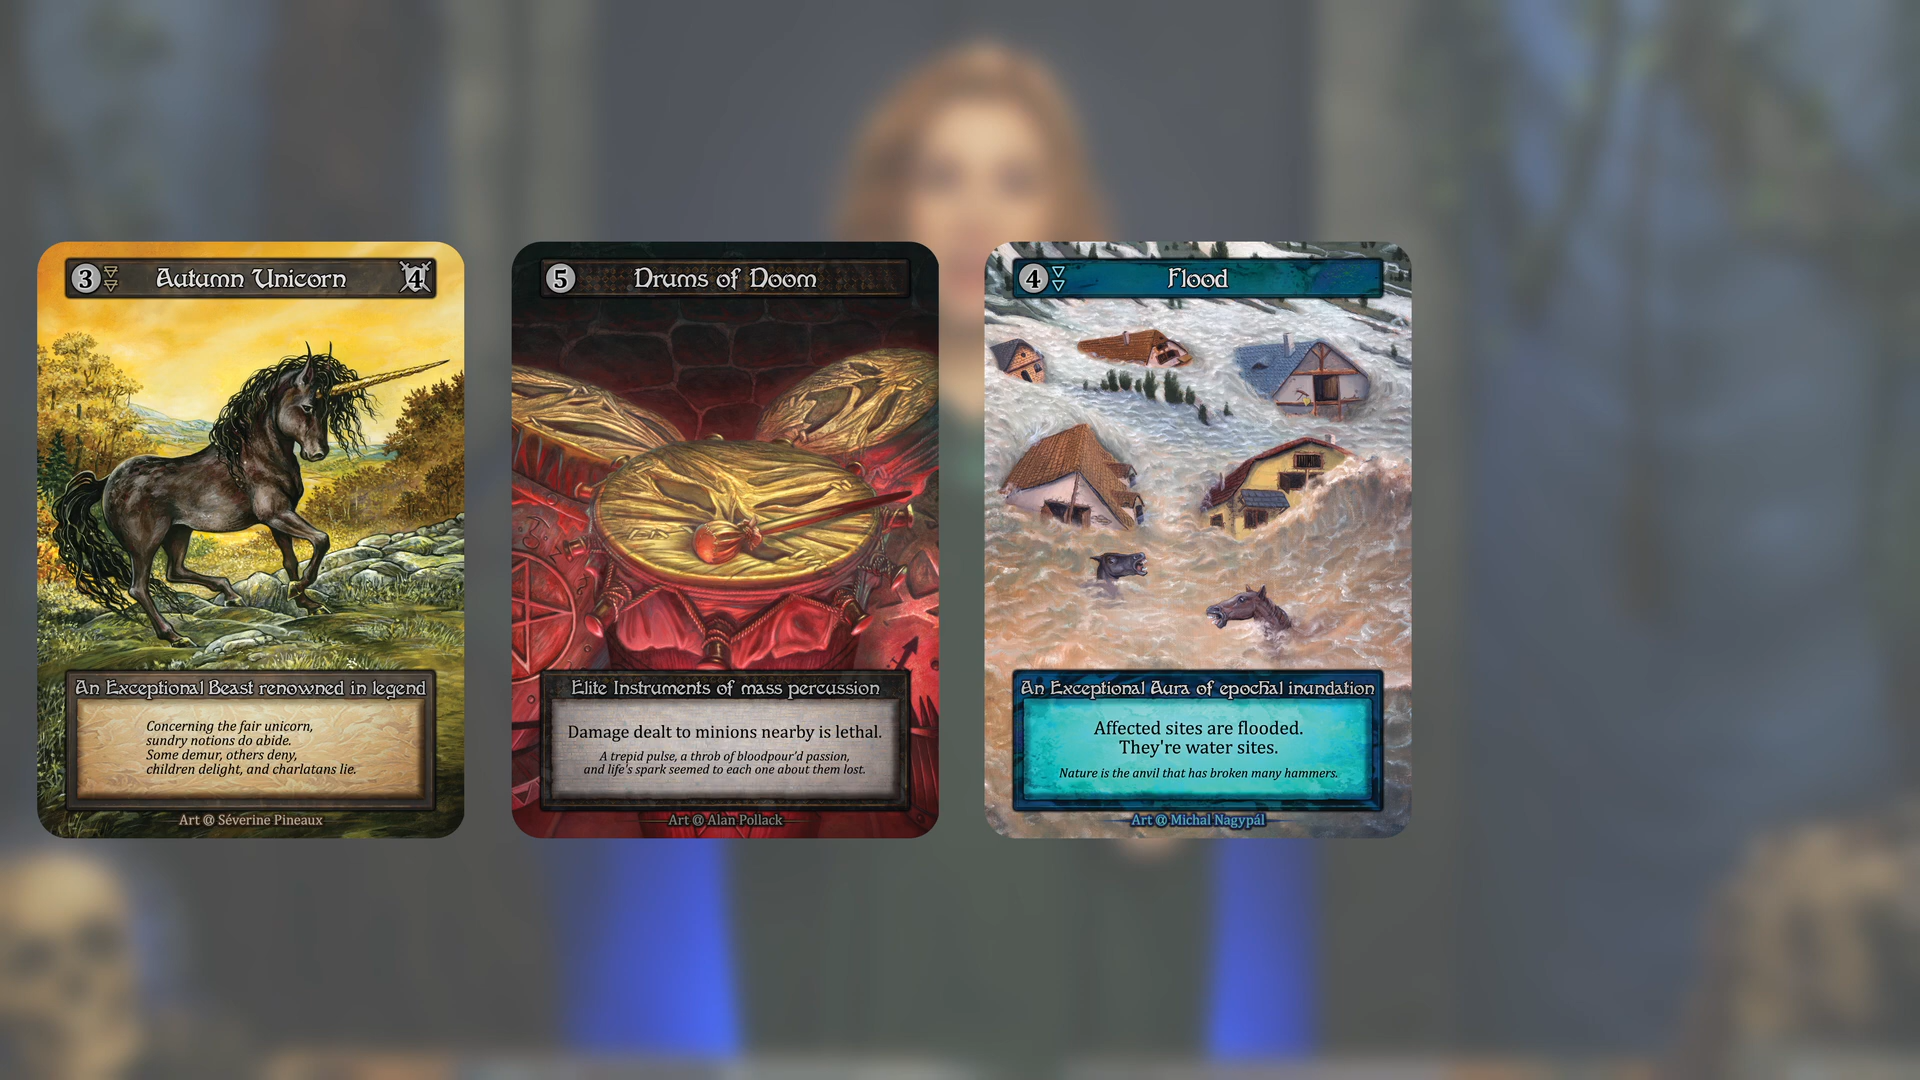 3 Autumn Unicorn 4
An Exceptional Beast renowned in legend
Concerning the fair unicorn,
sundry notions do abide.
Some demur, others deny,
children delight, and charlatans lie.
Art @ Séverine Pineaux
5 Drums of Doom
Elite Instruments of mass percussion
Damage dealt to minions nearby is lethal.
A trepid pulse, a throb of bloodpour'd passion,
and life's spark seemed to each one about them lost.
Art @ Alan Pollack
4 Flood
An Exceptional Aura of epochal inundation
Affected sites are flooded.
They're water sites.
Nature is the anvil that has broken many hammers.
Art @ Michal Nagypál